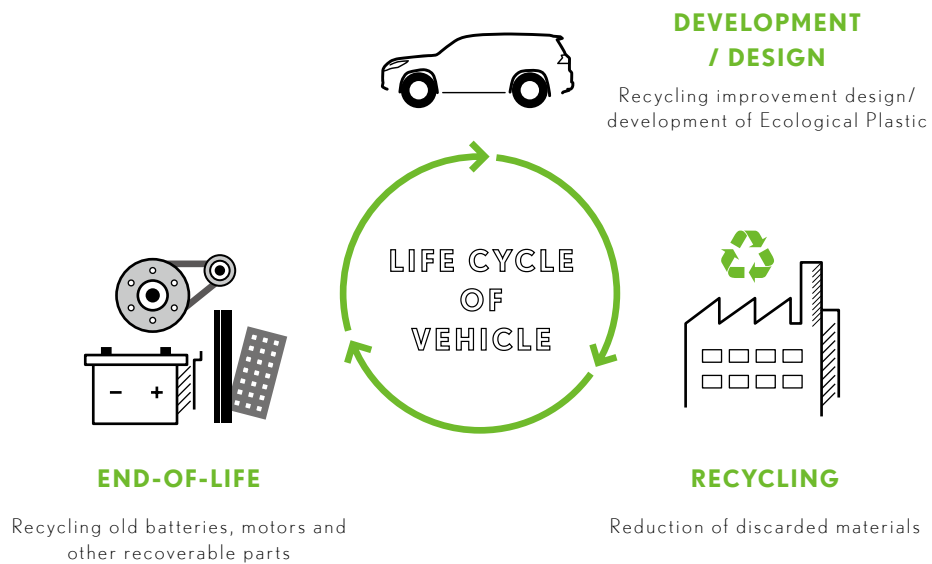 DEVELOPMENT
/ DESIGN
Recycling improvement design/
development of Ecological Plastic
LIFE CYCLE
OF
VEHICLE
− +
END-OF-LIFE
Recycling old batteries, motors and
other recoverable parts
RECYCLING
Reduction of discarded materials